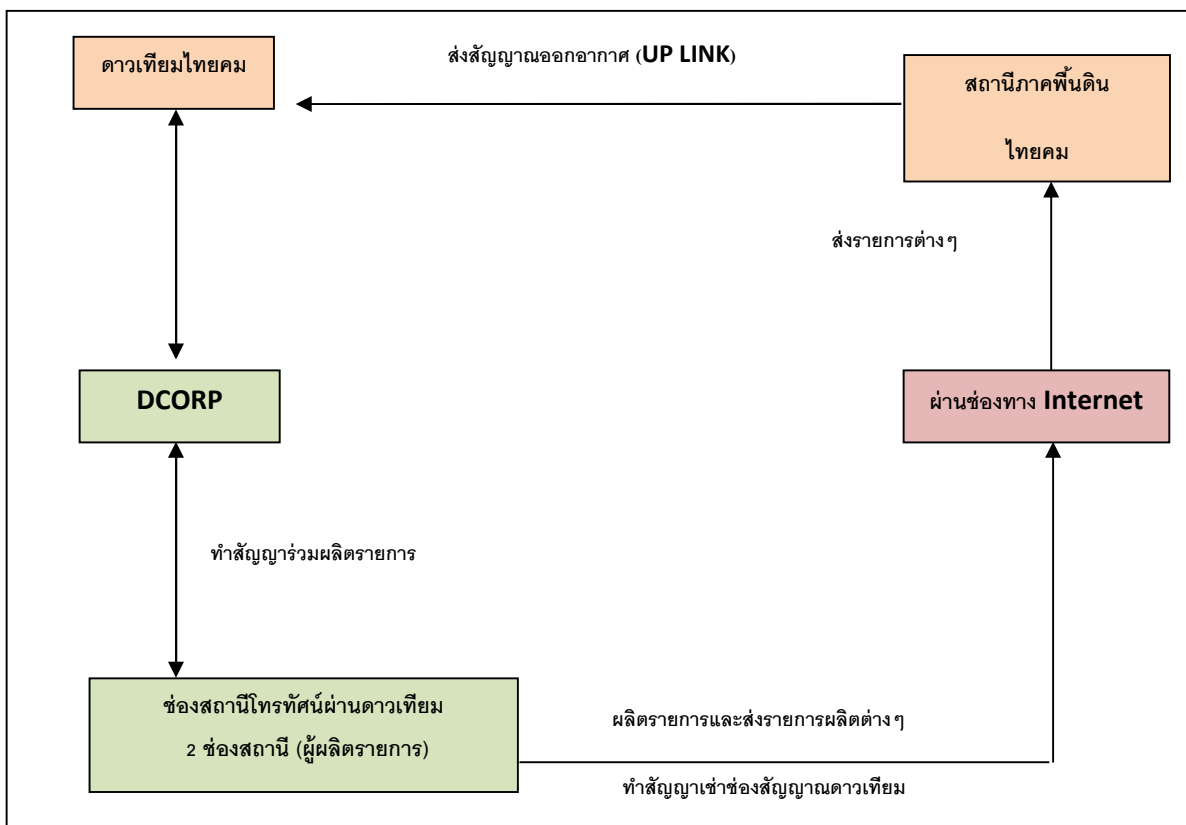 ส่งสัญญาณออกอากาศ (UP LINK)
ดาวเทียมไทยคม
สถานีภาคพื้นดิน
ไทยคม
ส่งรายการต่างๆ
DCORP
ผ่านช่องทาง Internet
ทำสัญญาร่วมผลิตรายการ
ช่องสถานีโทรทัศน์ผ่านดาวเทียม
2 ช่องสถานี (ผู้ผลิตรายการ)
ผลิตรายการและส่งรายการผลิตต่างๆ
ทำสัญญาเช่าช่องสัญญาณดาวเทียม